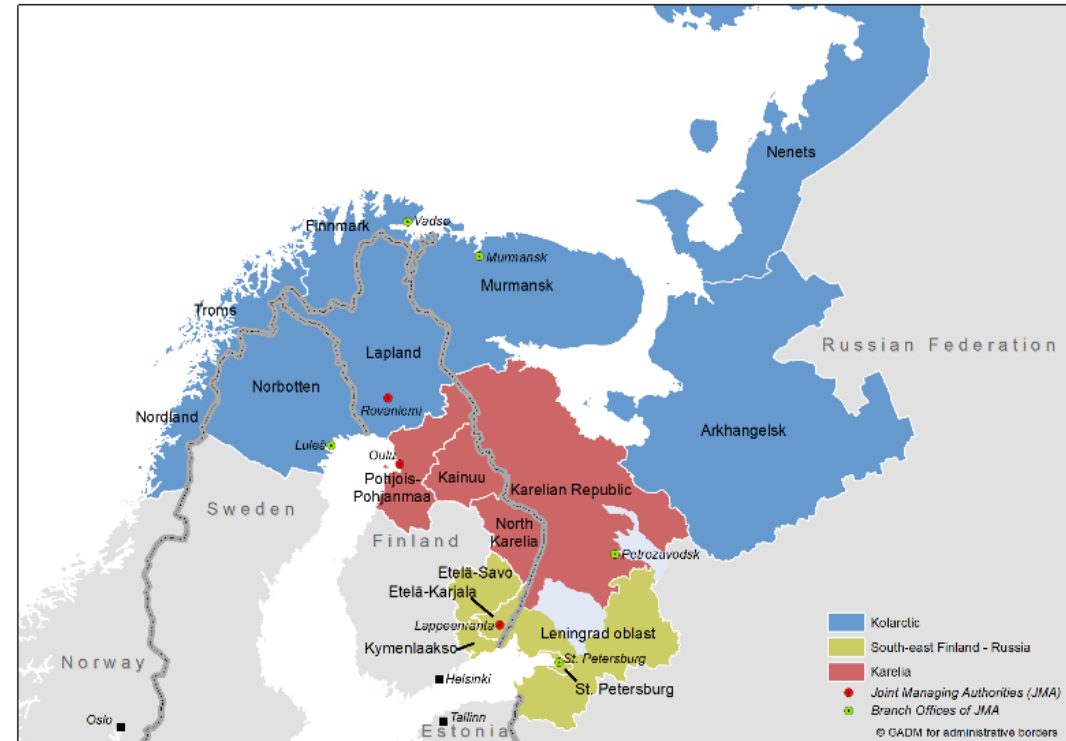 Nenets
Vadsø
Finnmark
Murmansk
Murmansk
Troms
Russian Federation
Lapland
Norbotten
Rovaniemi
Nordland
Arkhangelsk
Luleå
Oulu
Pohjois-
Pohjanmaa
Kainuu
Karelian Republic
Sweden
North
Karelia
Finland
Petrozavodsk
Etelä-Savo
Etelä-Karjala
Lappeenranta
Leningrad oblast
Kymenlaakso
St. Petersburg
St. Petersburg
Norway
Helsinki
Oslo
Tallinn
Estonia
Kolarctic
South-east Finland - Russia
Karelia
Joint Managing Authorities (JMA)
Branch Offices of JMA
© GADM for administrative borders